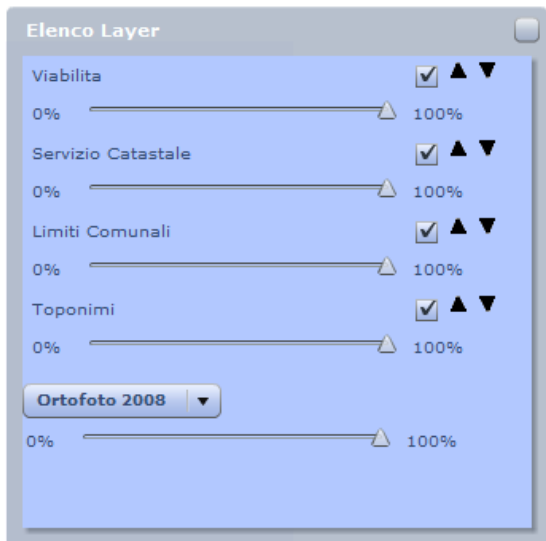 Elenco Layer
Viabilita
0% 100%
Servizio Catastale
0% 100%
Limiti Comunali
0% 100%
Toponimi
0% 100%
Ortofoto 2008
0% 100%